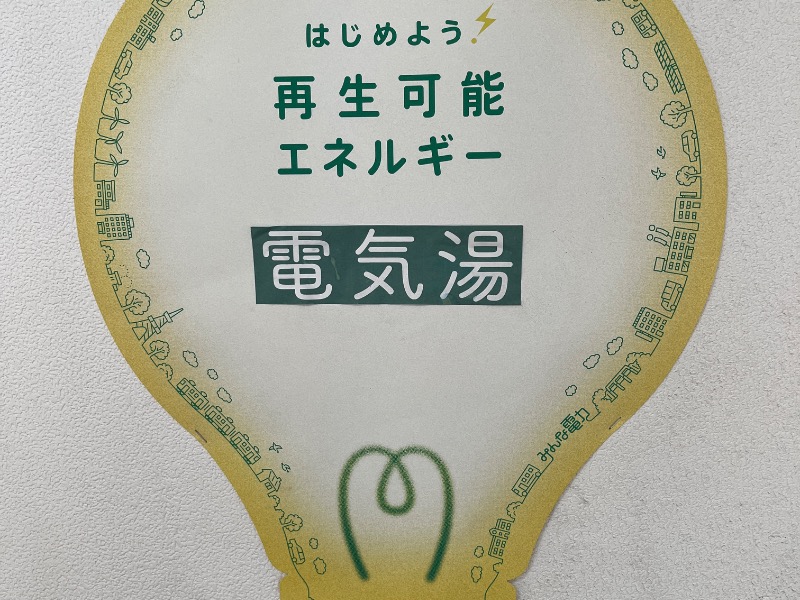 はじめよう
再生可能
エネルギー
電気湯
みんな電力